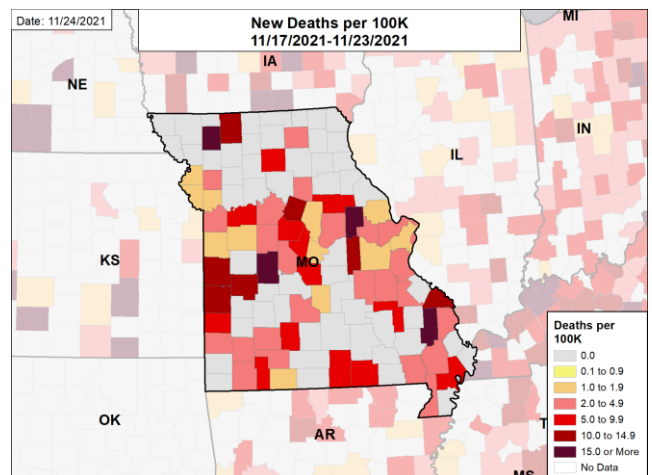 Date: 11/24/2021
New Deaths per 100K
11/17/2021-11/23/2021
MI
IA
NE
IL
IN
KS
MO
OK
AR
MS
Deaths per
100K
0.0
0.1 to 0.9
1.0 to 1.9
2.0 to 4.9
5.0 to 9.9
10.0 to 14.9
15.0 or More
No Data